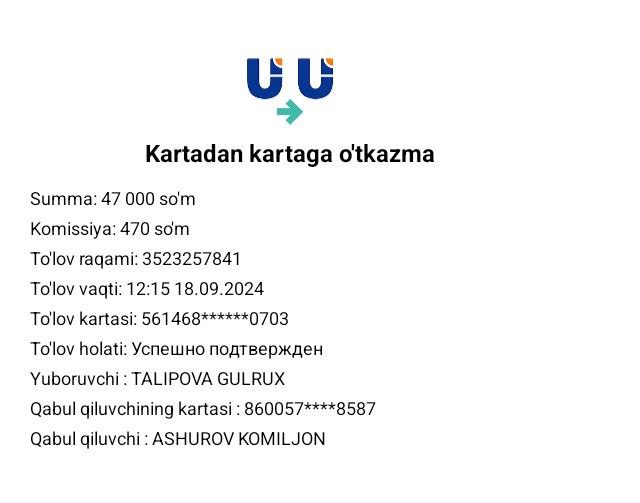 Kartadan kartaga o'tkazma
Summa: 47 000 so'm
Komissiya: 470 so'm
To'lov raqami: 3523257841
To'lov vaqti: 12:15 18.09.2024
To'lov kartasi: 561468******0703
To'lov holati: Успешно подтвержден
Yuboruvchi : TALIPOVA GULRUX
Qabul qiluvchining kartasi : 860057****8587
Qabul qiluvchi : ASHUROV KOMILJON